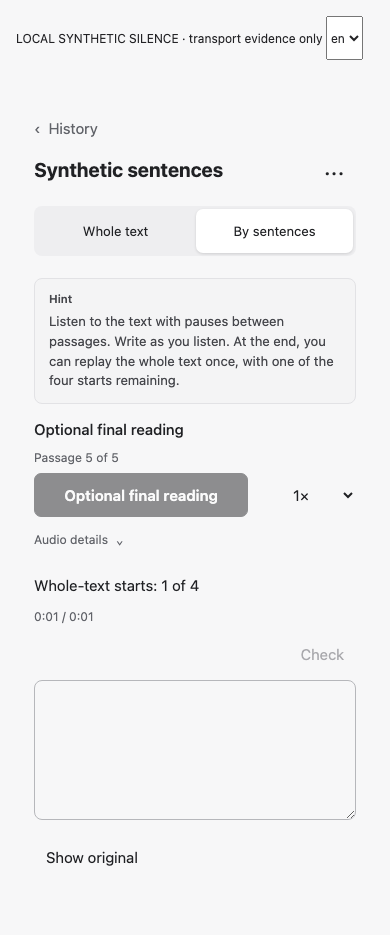 LOCAL SYNTHETIC SILENCE · transport evidence only en
‹ History
Synthetic sentences
...
Whole text By sentences
Hint
Listen to the text with pauses between
passages. Write as you listen. At the end, you
can replay the whole text once, with one of the
four starts remaining.
Optional final reading
Passage 5 of 5
Optional final reading 1×
Audio details
Whole-text starts: 1 of 4
0:01 / 0:01
Check
Show original